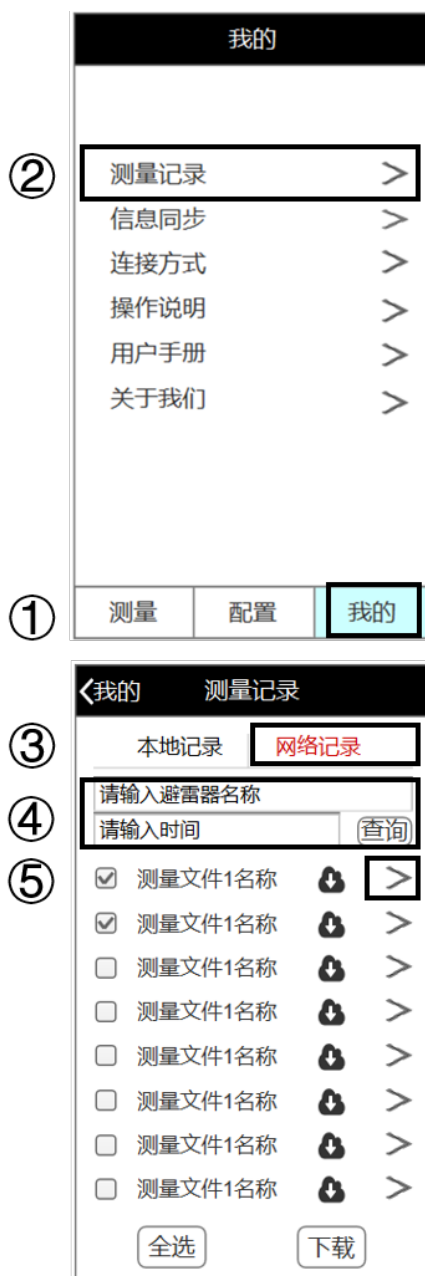 我的
② 测量记录 >
信息同步 >
连接方式 >
操作说明 >
用户手册 >
关于我们 >
① 测量 配置 我的
<我的 测量记录
③ 本地记录 网络记录
请输入避雷器名称
④ 请输入时间 查询
⑤ 测量文件1名称 >
测量文件1名称 >
测量文件1名称 >
测量文件1名称 >
测量文件1名称 >
测量文件1名称 >
测量文件1名称 >
测量文件1名称 >
全选 下载